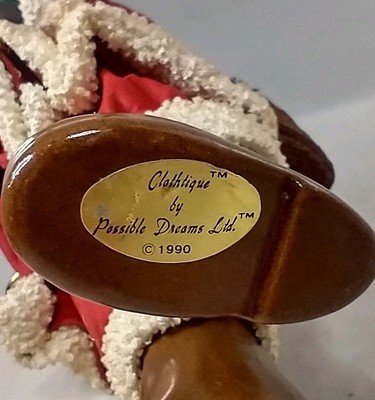 Clothtique™
by
Possible Dreams Ltd.™
© 1990